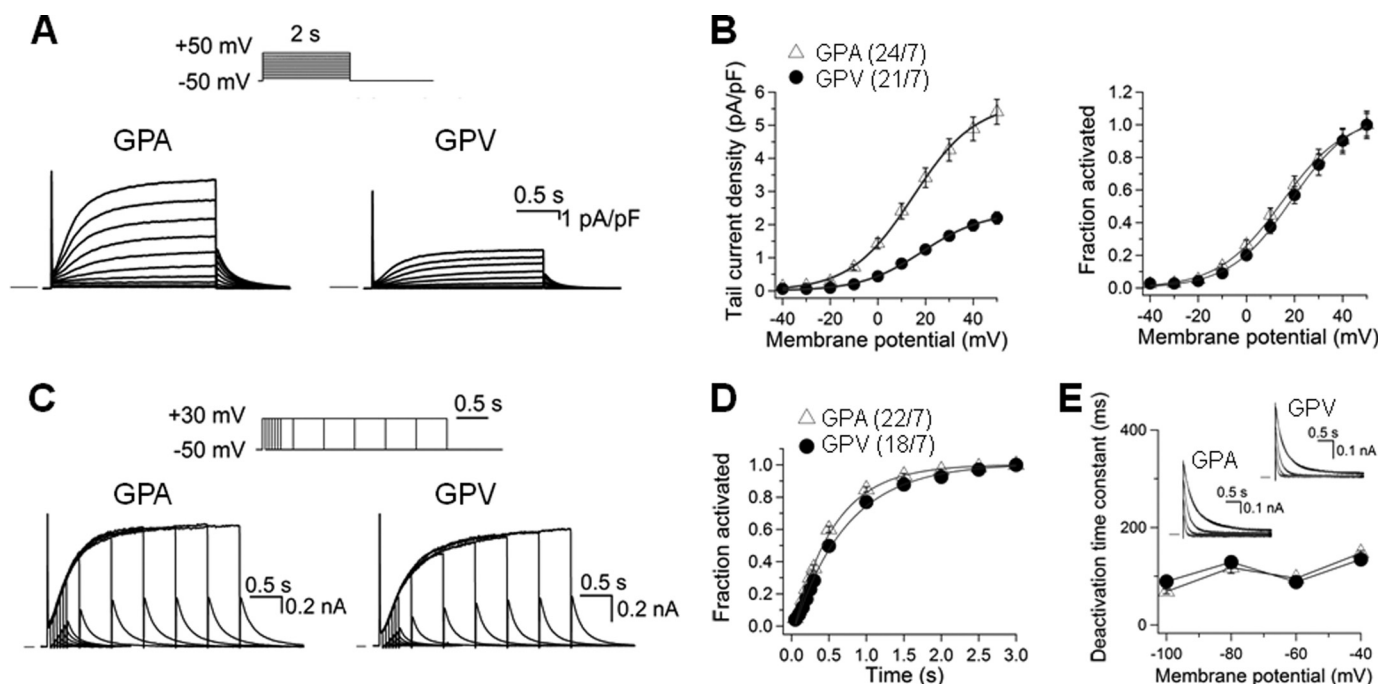 A
+50 mV
2 s
-50 mV
GPA
GPV
0.5 s
1 pA/pF
B
GPA (24/7)
GPV (21/7)
Tail current density (pA/pF)
6
5
4
3
2
1
0
-40
-20
0
20
40
Membrane potential (mV)
Fraction activated
1.2
1.0
0.8
0.6
0.4
0.2
0.0
-40
-20
0
20
40
Membrane potential (mV)
C
+30 mV
-50 mV
0.5 s
GPA
GPV
0.5 s
0.2 nA
0.5 s
0.2 nA
D
GPA (22/7)
GPV (18/7)
Fraction activated
1.0
0.8
0.6
0.4
0.2
0.0
0.0
0.5
1.0
1.5
2.0
2.5
3.0
Time (s)
E
Deactivation time constant (ms)
400
200
0
GPV
0.5 s
0.1 nA
GPA
0.5 s
0.1 nA
-100
-80
-60
-40
Membrane potential (mV)